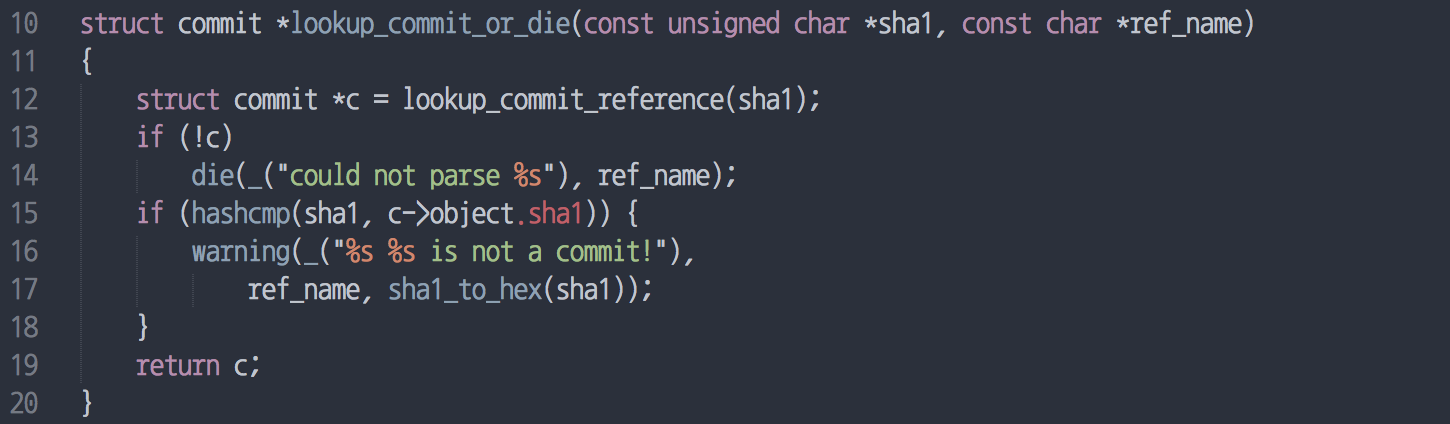 10 struct commit *lookup_commit_or_die(const unsigned char *sha1, const char *ref_name)
11 {
12     struct commit *c = lookup_commit_reference(sha1);
13     if (!c)
14         die(_("could not parse %s"), ref_name);
15     if (hashcmp(sha1, c->object.sha1)) {
16         warning(_("%s %s is not a commit!"),
17             ref_name, sha1_to_hex(sha1));
18     }
19     return c;
20 }